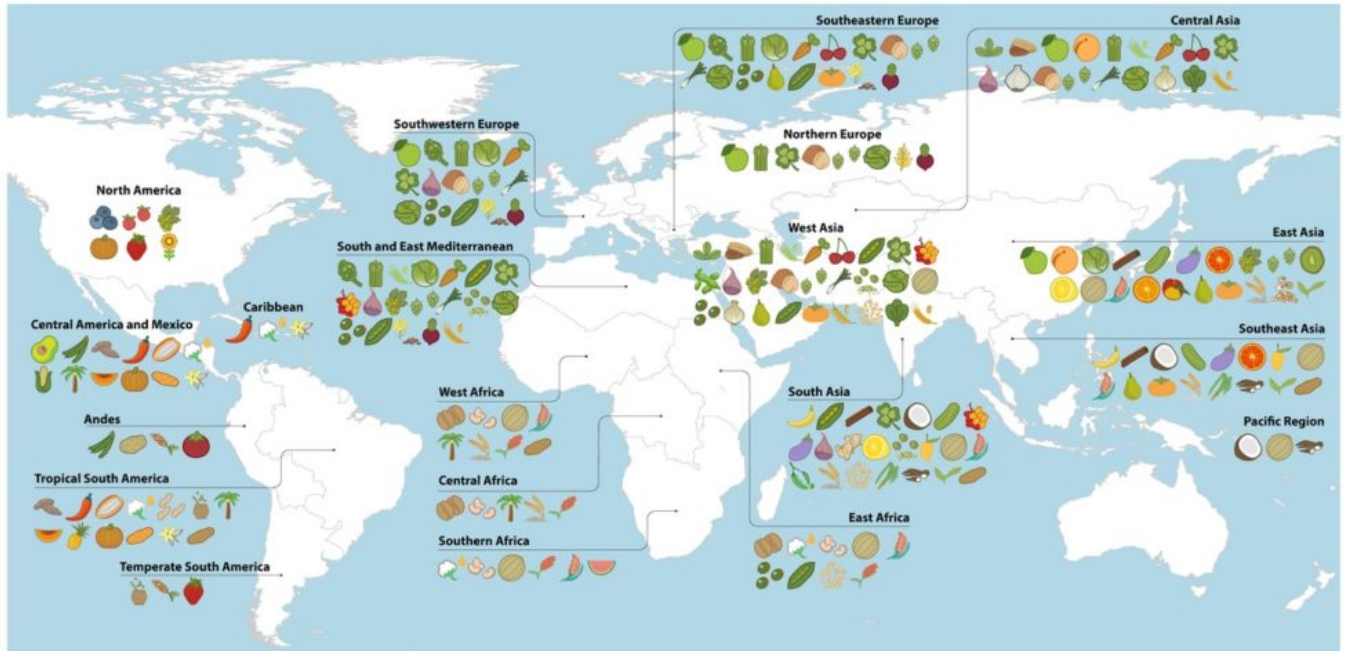 Southeastern Europe
Central Asia
Southwestern Europe
Northern Europe
North America
West Asia
East Asia
South and East Mediterranean
Caribbean
Central America and Mexico
Southeast Asia
West Africa
South Asia
Andes
Pacific Region
Tropical South America
Central Africa
East Africa
Southern Africa
Temperate South America